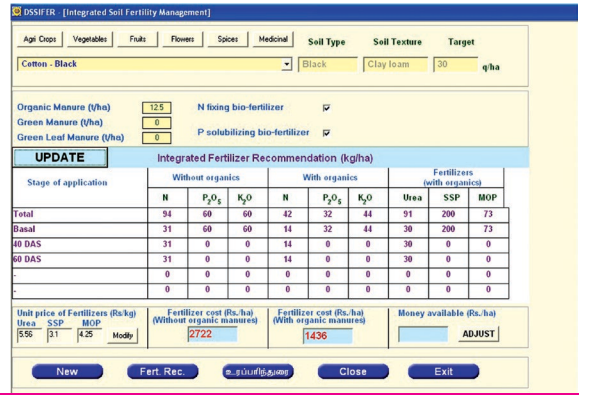 DSSIFER - [Integrated Soil Fertility Management]
Agri Crops Vegetables Fruits Flowers Spices Medicinal Soil Type Soil Texture Target
Cotton - Black Black Clay loam 30 q/ha
Organic Manure (t/ha) 12.5 N fixing bio-fertilizer
Green Manure (t/ha) 0
P solubilizing bio-fertilizer
Green Leaf Manure (t/ha) 0
UPDATE Integrated Fertilizer Recommendation (kg/ha)
Stage of application Without organics With organics Fertilizers (with organics)
N P₂O₅ K₂O N P₂O₅ K₂O Urea SSP MOP
Total 94 60 60 42 32 44 91 200 73
Basal 31 60 60 14 32 44 30 200 73
40 DAS 31 0 0 14 0 0 30 0 0
60 DAS 31 0 0 14 0 0 30 0 0
- 0 0 0 0 0 0 0 0 0
- 0 0 0 0 0 0 0 0 0
Unit price of Fertilizers (Rs/kg) Fertilizer cost (Rs./ha) Fertilizer cost (Rs./ha) Money available (Rs./ha)
Urea SSP MOP (Without organic manures) (With organic manures)
5.56 3.1 4.25 Modify 2722 1436 ADJUST
New Fert. Rec. உரப்பரிந்துரை Close Exit